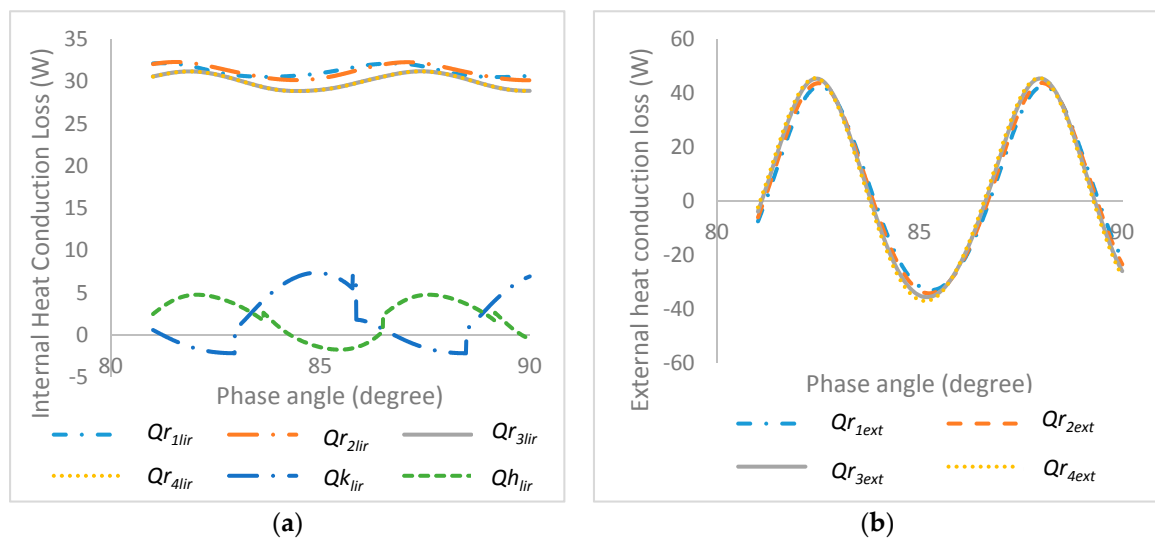 Internal Heat Conduction Loss (W)
35
30
25
20
15
10
5
0
-5
80
85
90
Phase angle (degree)
Qr1lir
Qr2lir
Qr3lir
Qr4lir
Qklir
Qhlir
(a)
External heat conduction loss (W)
60
40
20
0
-20
-40
-60
80
85
90
Phase angle (degree)
Qr1ext
Qr2ext
Qr3ext
Qr4ext
(b)